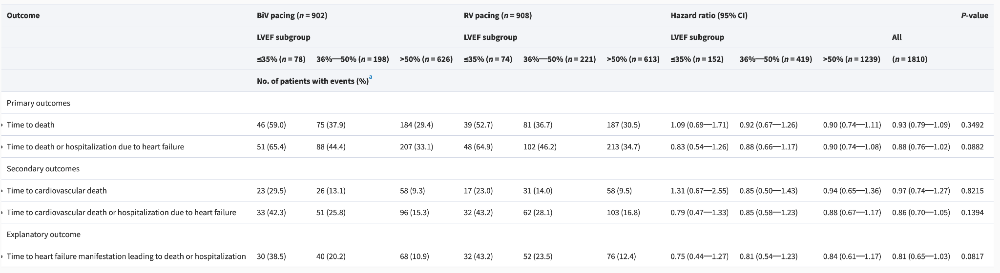 Outcome BiV pacing (n = 902) RV pacing (n = 908) Hazard ratio (95% CI) P-value
LVEF subgroup LVEF subgroup LVEF subgroup All
≤35% (n = 78) 36%—50% (n = 198) >50% (n = 626) ≤35% (n = 74) 36%—50% (n = 221) >50% (n = 613) ≤35% (n = 152) 36%—50% (n = 419) >50% (n = 1239) (n = 1810)
No. of patients with events (%)a
Primary outcomes
Time to death 46 (59.0) 75 (37.9) 184 (29.4) 39 (52.7) 81 (36.7) 187 (30.5) 1.09 (0.69—1.71) 0.92 (0.67—1.26) 0.90 (0.74—1.11) 0.93 (0.79—1.09) 0.3492
Time to death or hospitalization due to heart failure 51 (65.4) 88 (44.4) 207 (33.1) 48 (64.9) 102 (46.2) 213 (34.7) 0.83 (0.54—1.26) 0.88 (0.66—1.17) 0.90 (0.74—1.08) 0.88 (0.76—1.02) 0.0882
Secondary outcomes
Time to cardiovascular death 23 (29.5) 26 (13.1) 58 (9.3) 17 (23.0) 31 (14.0) 58 (9.5) 1.31 (0.67—2.55) 0.85 (0.50—1.43) 0.94 (0.65—1.36) 0.97 (0.74—1.27) 0.8215
Time to cardiovascular death or hospitalization due to heart failure 33 (42.3) 51 (25.8) 96 (15.3) 32 (43.2) 62 (28.1) 103 (16.8) 0.79 (0.47—1.33) 0.85 (0.58—1.23) 0.88 (0.67—1.17) 0.86 (0.70—1.05) 0.1394
Explanatory outcome
Time to heart failure manifestation leading to death or hospitalization 30 (38.5) 40 (20.2) 68 (10.9) 32 (43.2) 52 (23.5) 76 (12.4) 0.75 (0.44—1.27) 0.81 (0.54—1.23) 0.84 (0.61—1.17) 0.81 (0.65—1.03) 0.0817